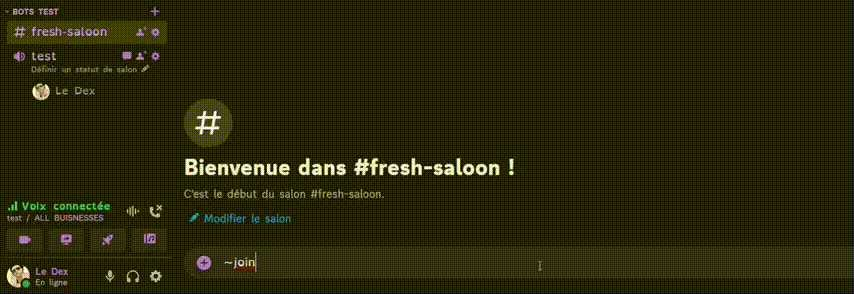 BOTS TEST
# fresh-saloon
test
Définir un statut de salon
Le Dex
#
Bienvenue dans #fresh-saloon !
C'est le début du salon #fresh-saloon.
Modifier le salon
Voix connectée
test / ALL BUISNESSES
~join
Le Dex
En ligne